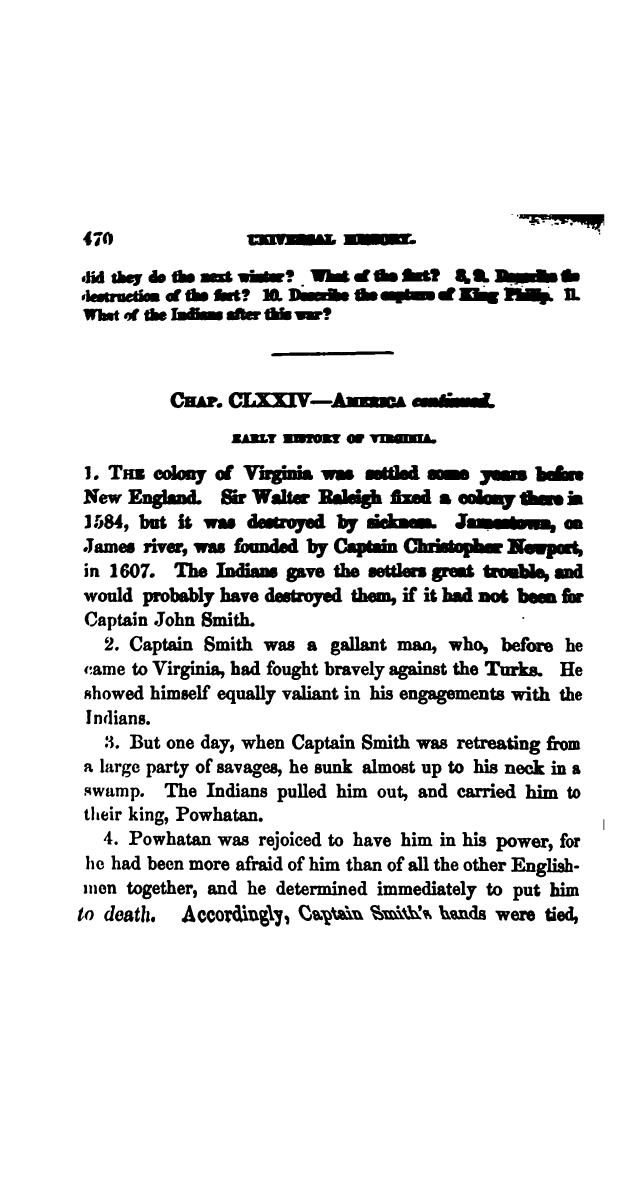 470 UNIVERSAL HISTORY.
did they do the next winter? What of the fort? 8, 9. Describe the
destruction of the fort? 10. Describe the capture of King Philip. 11.
What of the Indians after this war?
CHAP. CLXXIV—AMERICA continued.
EARLY HISTORY OF VIRGINIA.
1. THE colony of Virginia was settled some years before
New England. Sir Walter Raleigh fixed a colony there in
1584, but it was destroyed by sickness. Jamestown, on
James river, was founded by Captain Christopher Newport,
in 1607. The Indians gave the settlers great trouble, and
would probably have destroyed them, if it had not been for
Captain John Smith.
2. Captain Smith was a gallant man, who, before he
came to Virginia, had fought bravely against the Turks. He
showed himself equally valiant in his engagements with the
Indians.
3. But one day, when Captain Smith was retreating from
a large party of savages, he sunk almost up to his neck in a
swamp. The Indians pulled him out, and carried him to
their king, Powhatan.
4. Powhatan was rejoiced to have him in his power, for
he had been more afraid of him than of all the other English-
men together, and he determined immediately to put him
to death. Accordingly, Captain Smith's hands were tied,